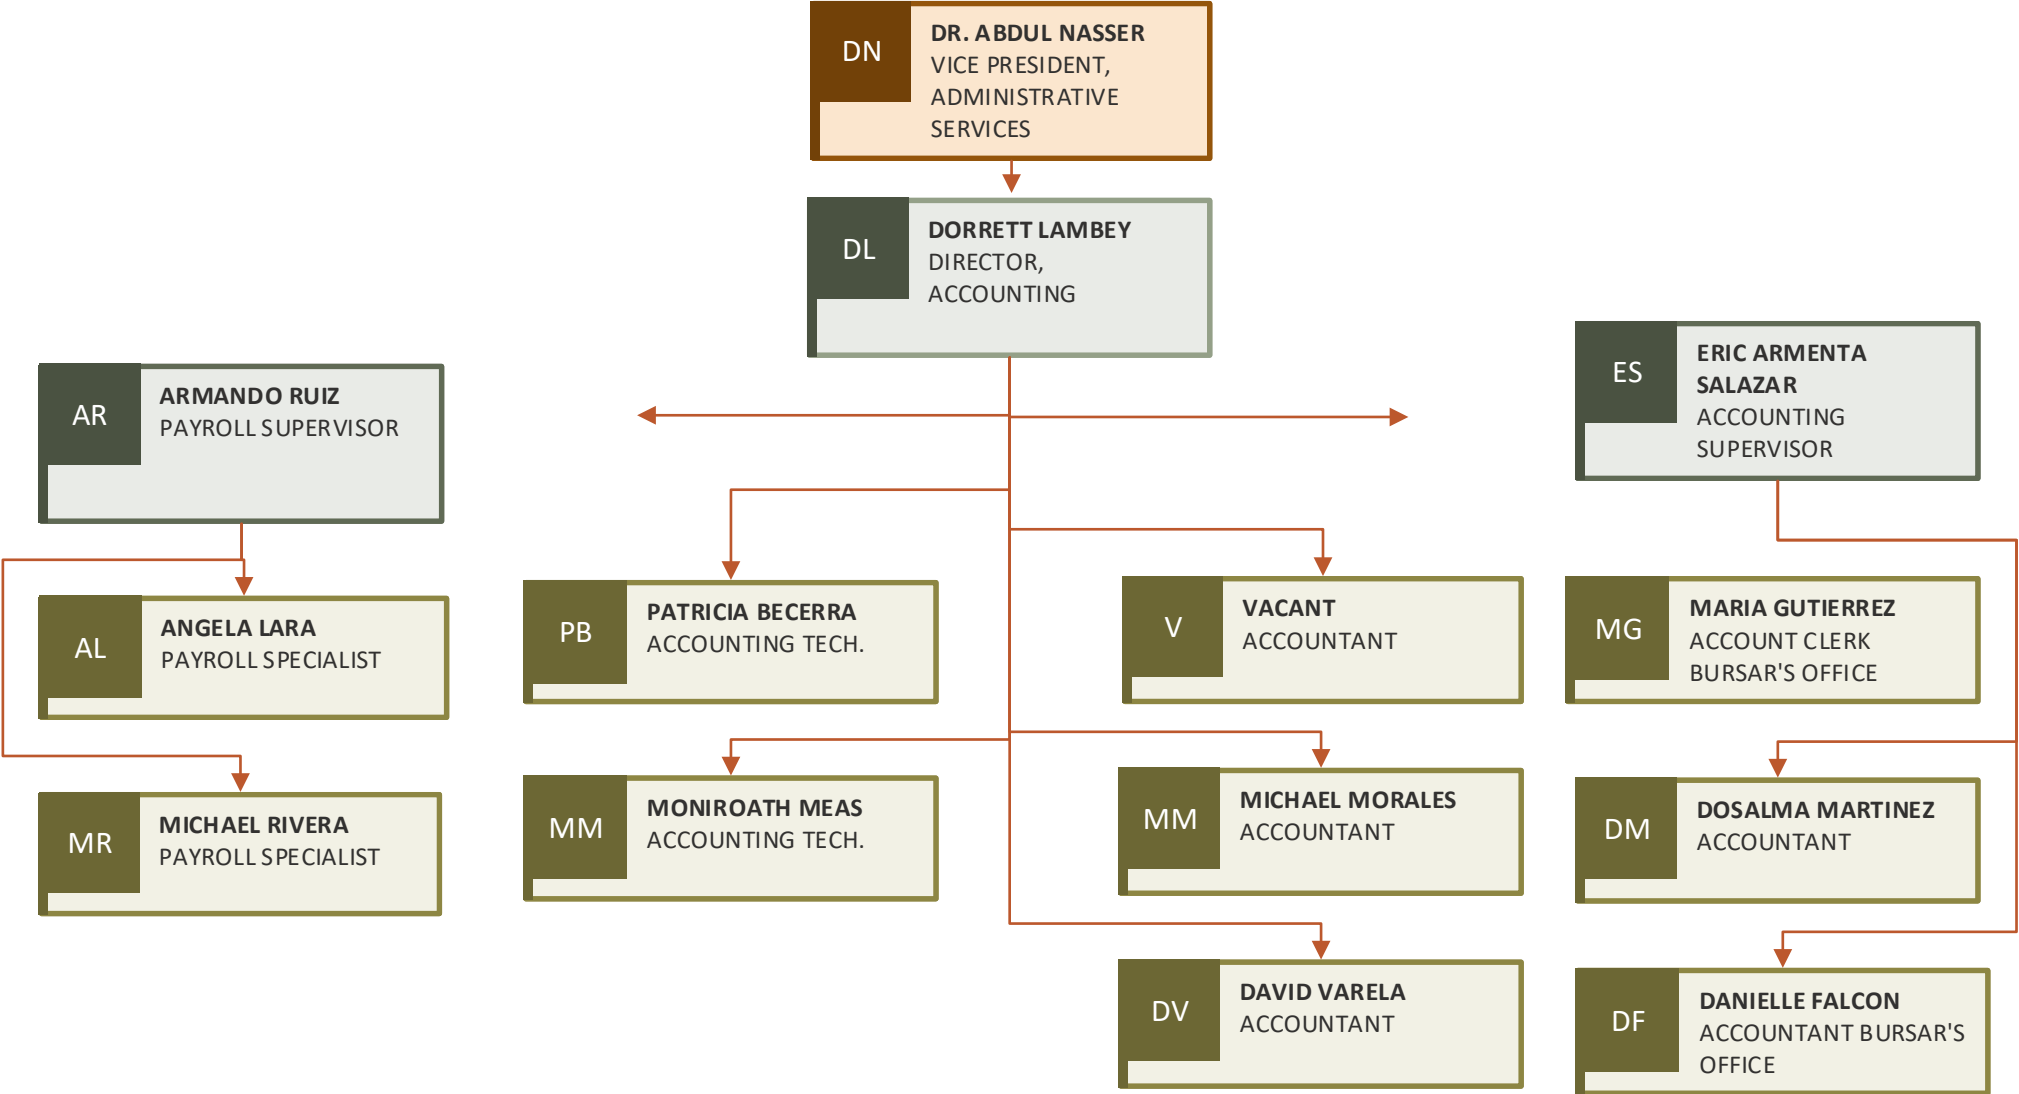 DN
DR. ABDUL NASSER
VICE PRESIDENT,
ADMINISTRATIVE
SERVICES
DL
DORRETT LAMBEY
DIRECTOR,
ACCOUNTING
AR
ARMANDO RUIZ
PAYROLL SUPERVISOR
ES
ERIC ARMENTA
SALAZAR
ACCOUNTING
SUPERVISOR
AL
ANGELA LARA
PAYROLL SPECIALIST
PB
PATRICIA BECERRA
ACCOUNTING TECH.
V
VACANT
ACCOUNTANT
MG
MARIA GUTIERREZ
ACCOUNT CLERK
BURSAR'S OFFICE
MR
MICHAEL RIVERA
PAYROLL SPECIALIST
MM
MONIROATH MEAS
ACCOUNTING TECH.
MM
MICHAEL MORALES
ACCOUNTANT
DM
DOSALMA MARTINEZ
ACCOUNTANT
DV
DAVID VARELA
ACCOUNTANT
DF
DANIELLE FALCON
ACCOUNTANT BURSAR'S
OFFICE